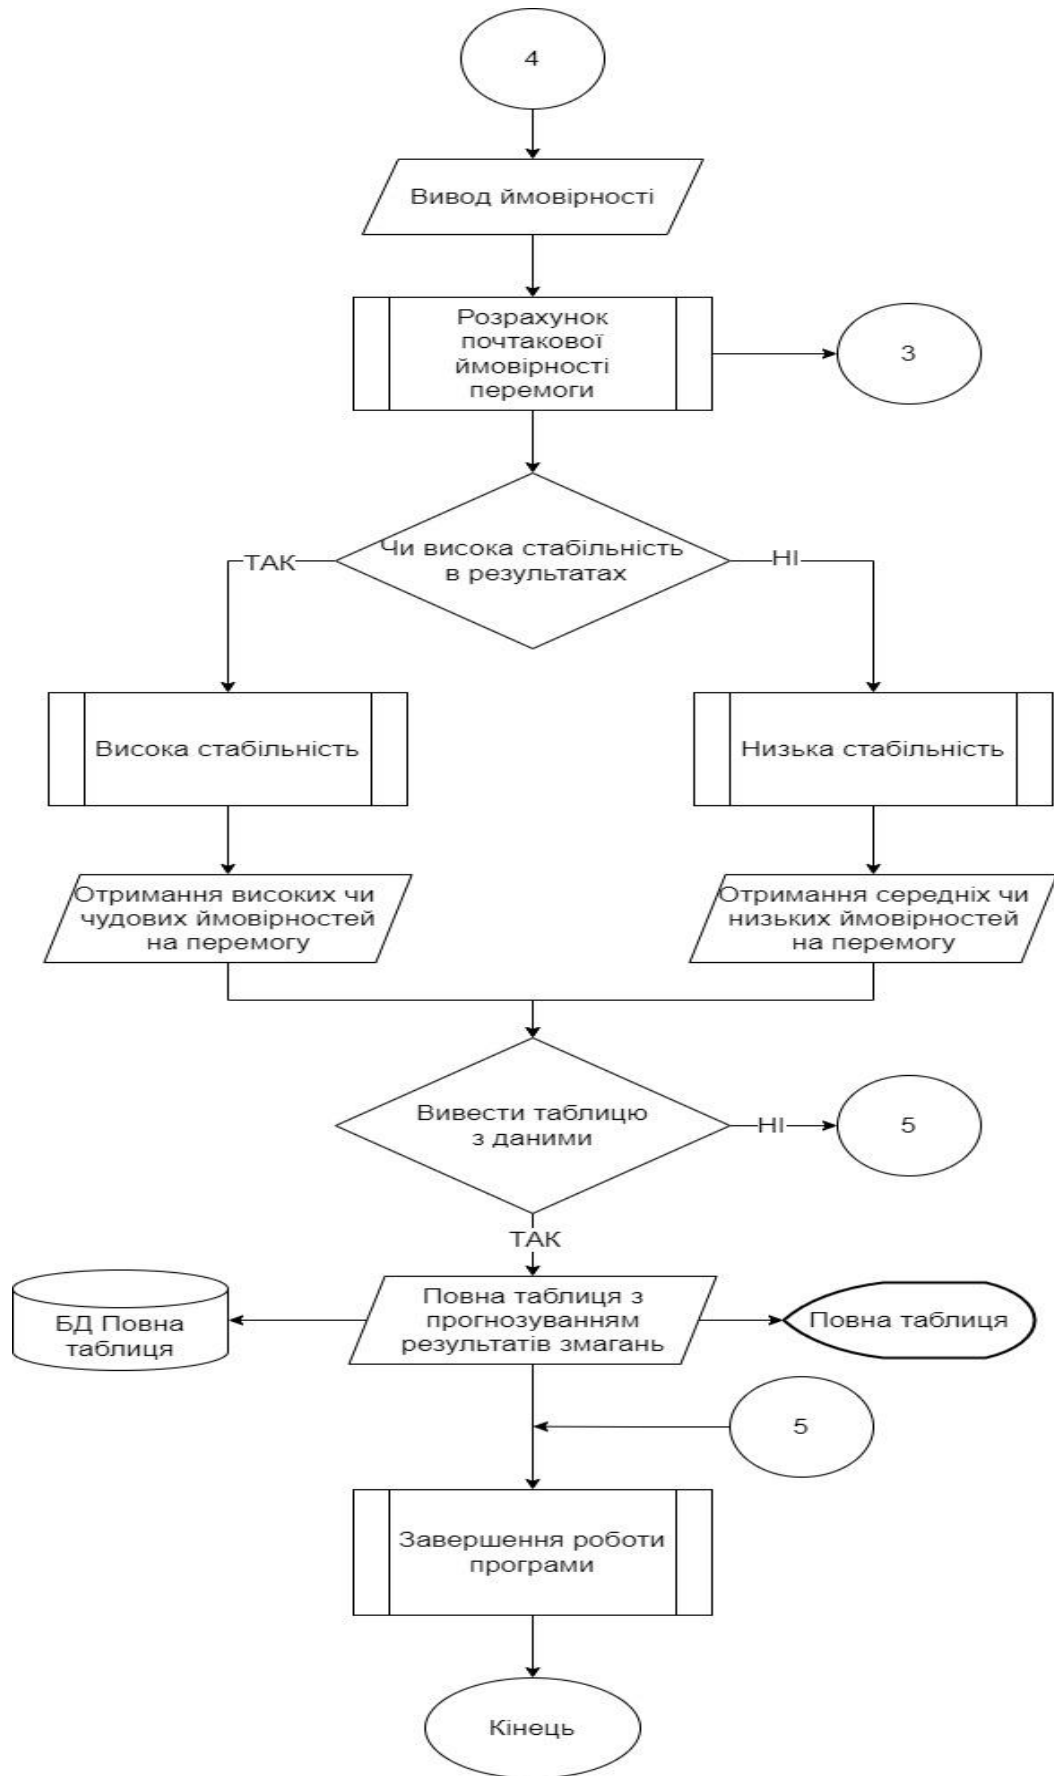 4
Вивод ймовірності
Розрахунок
почтакової
ймовірності
перемоги
3
Чи висока стабільність
в результатах
ТАК
НІ
Висока стабільність
Низька стабільність
Отримання високих чи
чудових ймовірностей
на перемогу
Отримання середніх чи
низьких ймовірностей
на перемогу
Вивести таблицю
з даними
НІ
5
ТАК
БД Повна
таблиця
Повна таблиця з
прогнозуванням
результатів змагань
Повна таблиця
5
Завершення роботи
програми
Кінець